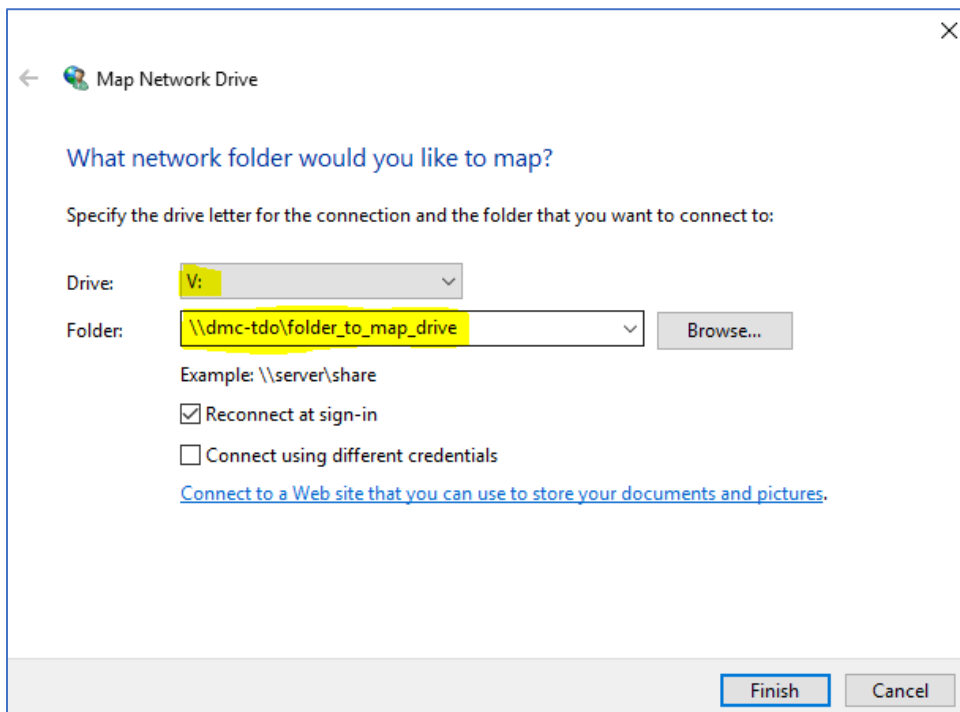 Map Network Drive
What network folder would you like to map?
Specify the drive letter for the connection and the folder that you want to connect to:
Drive: V:
Folder: \\dmc-tdo\folder_to_map_drive Browse...
Example: \\server\share
Reconnect at sign-in
Connect using different credentials
Connect to a Web site that you can use to store your documents and pictures.
Finish Cancel